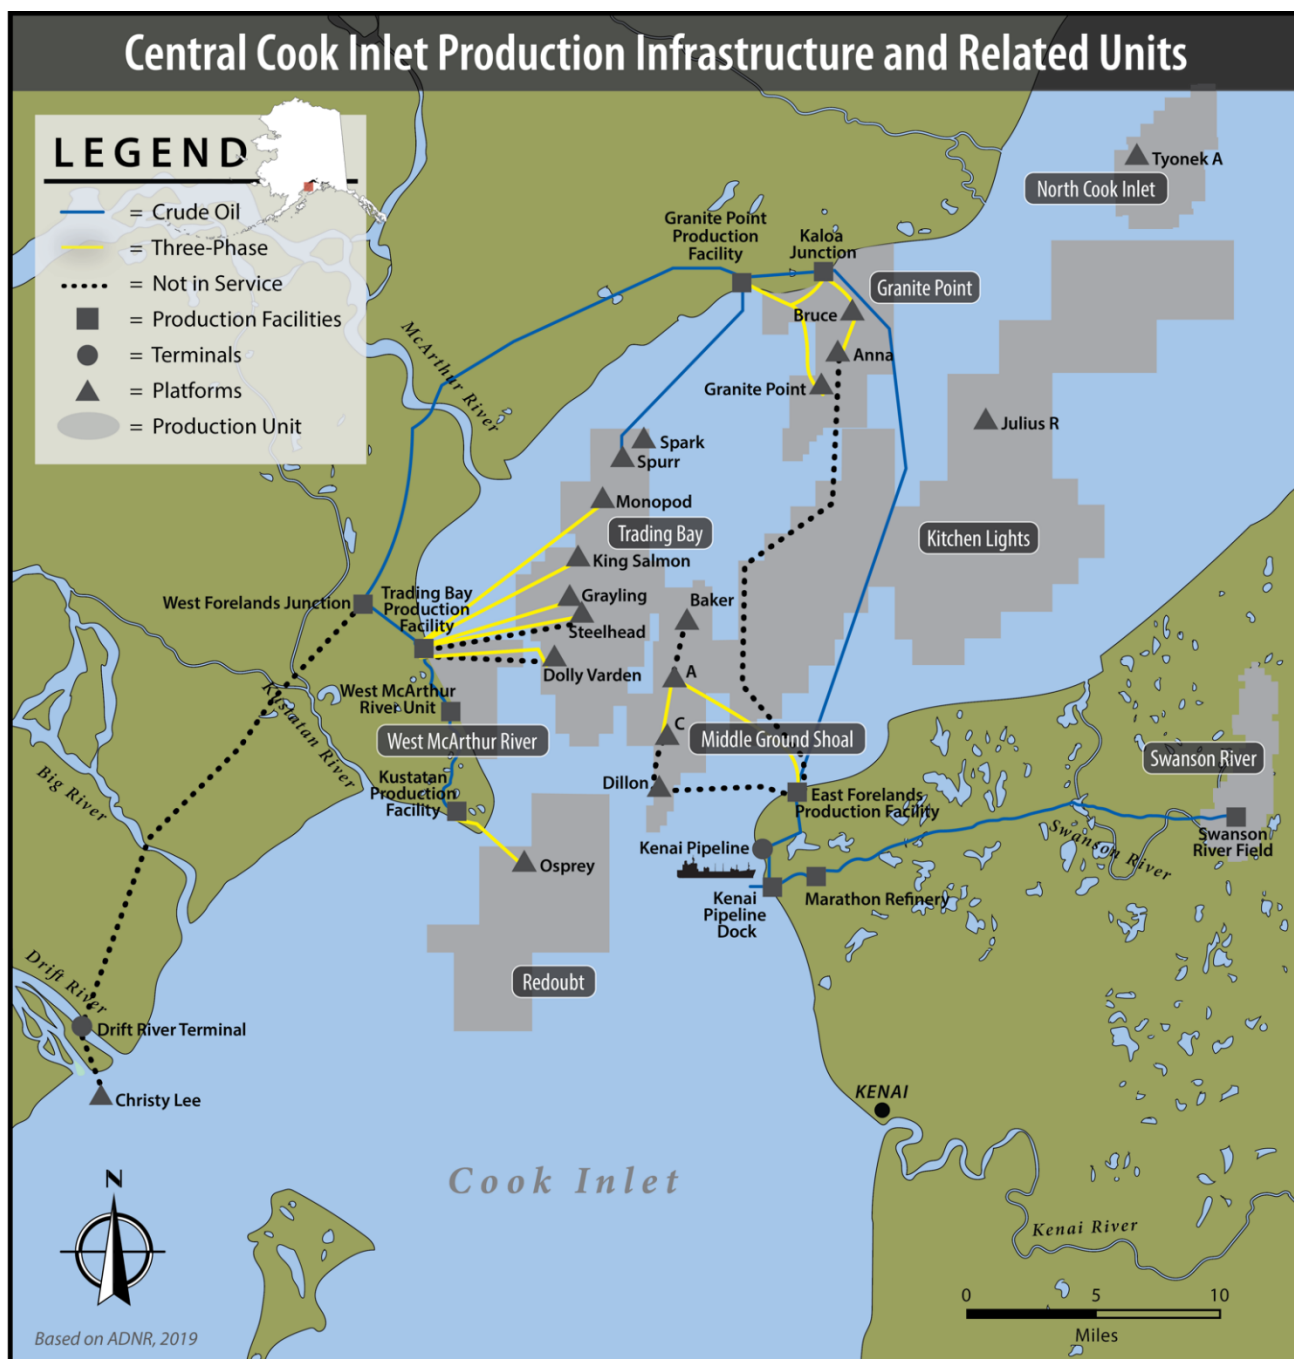 Central Cook Inlet Production Infrastructure and Related Units
LEGEND
= Crude Oil
= Three-Phase
= Not in Service
= Production Facilities
= Terminals
= Platforms
= Production Unit
Tyonek A
North Cook Inlet
Granite Point
Production
Facility
Kaloa
Junction
Granite Point
Bruce
Anna
Granite Point
McArthur River
Julius R
Spark
Spurr
Monopod
Trading Bay
Kitchen Lights
King Salmon
West Forelands Junction
Trading Bay
Production
Facility
Grayling
Steelhead
Baker
Dolly Varden
A
West McArthur
River Unit
Kustatan River
C
West McArthur River
Middle Ground Shoal
Swanson River
Big River
Kustatan
Production
Facility
Dillon
East Forelands
Production Facility
Swanson River
Swanson
River Field
Kenai Pipeline
Osprey
Marathon Refinery
Kenai
Pipeline
Dock
Drift River
Redoubt
Drift River Terminal
Christy Lee
KENAI
N
Cook Inlet
Kenai River
0 5 10
Miles
Based on ADNR, 2019